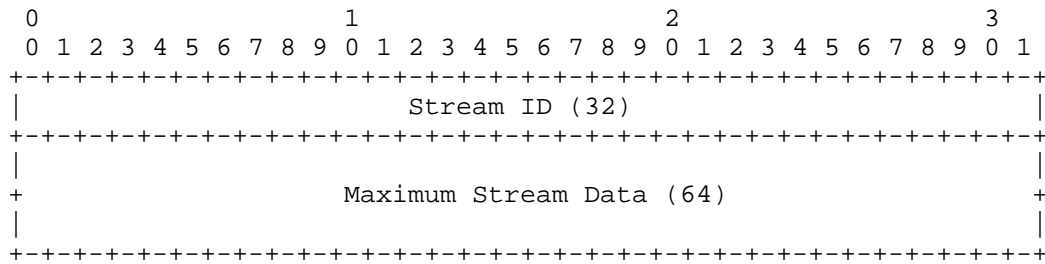 0                   1                   2                   3
 0 1 2 3 4 5 6 7 8 9 0 1 2 3 4 5 6 7 8 9 0 1 2 3 4 5 6 7 8 9 0 1
+-+-+-+-+-+-+-+-+-+-+-+-+-+-+-+-+-+-+-+-+-+-+-+-+-+-+-+-+-+-+-+-+
|                        Stream ID (32)                         |
+-+-+-+-+-+-+-+-+-+-+-+-+-+-+-+-+-+-+-+-+-+-+-+-+-+-+-+-+-+-+-+-+
|                                                               |
+                    Maximum Stream Data (64)                   +
|                                                               |
+-+-+-+-+-+-+-+-+-+-+-+-+-+-+-+-+-+-+-+-+-+-+-+-+-+-+-+-+-+-+-+-+